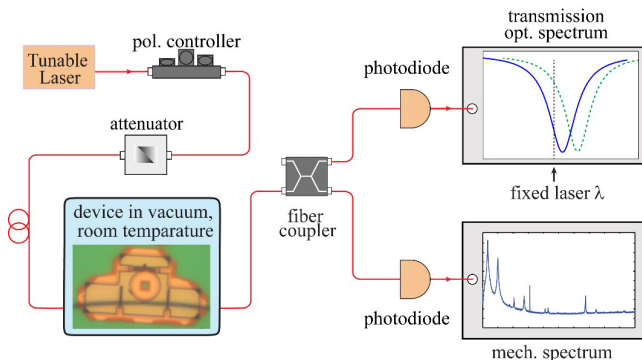 Tunable
Laser
pol. controller
attenuator
device in vacuum,
room temparature
fiber
coupler
photodiode
photodiode
transmission
opt. spectrum
fixed laser λ
mech. spectrum